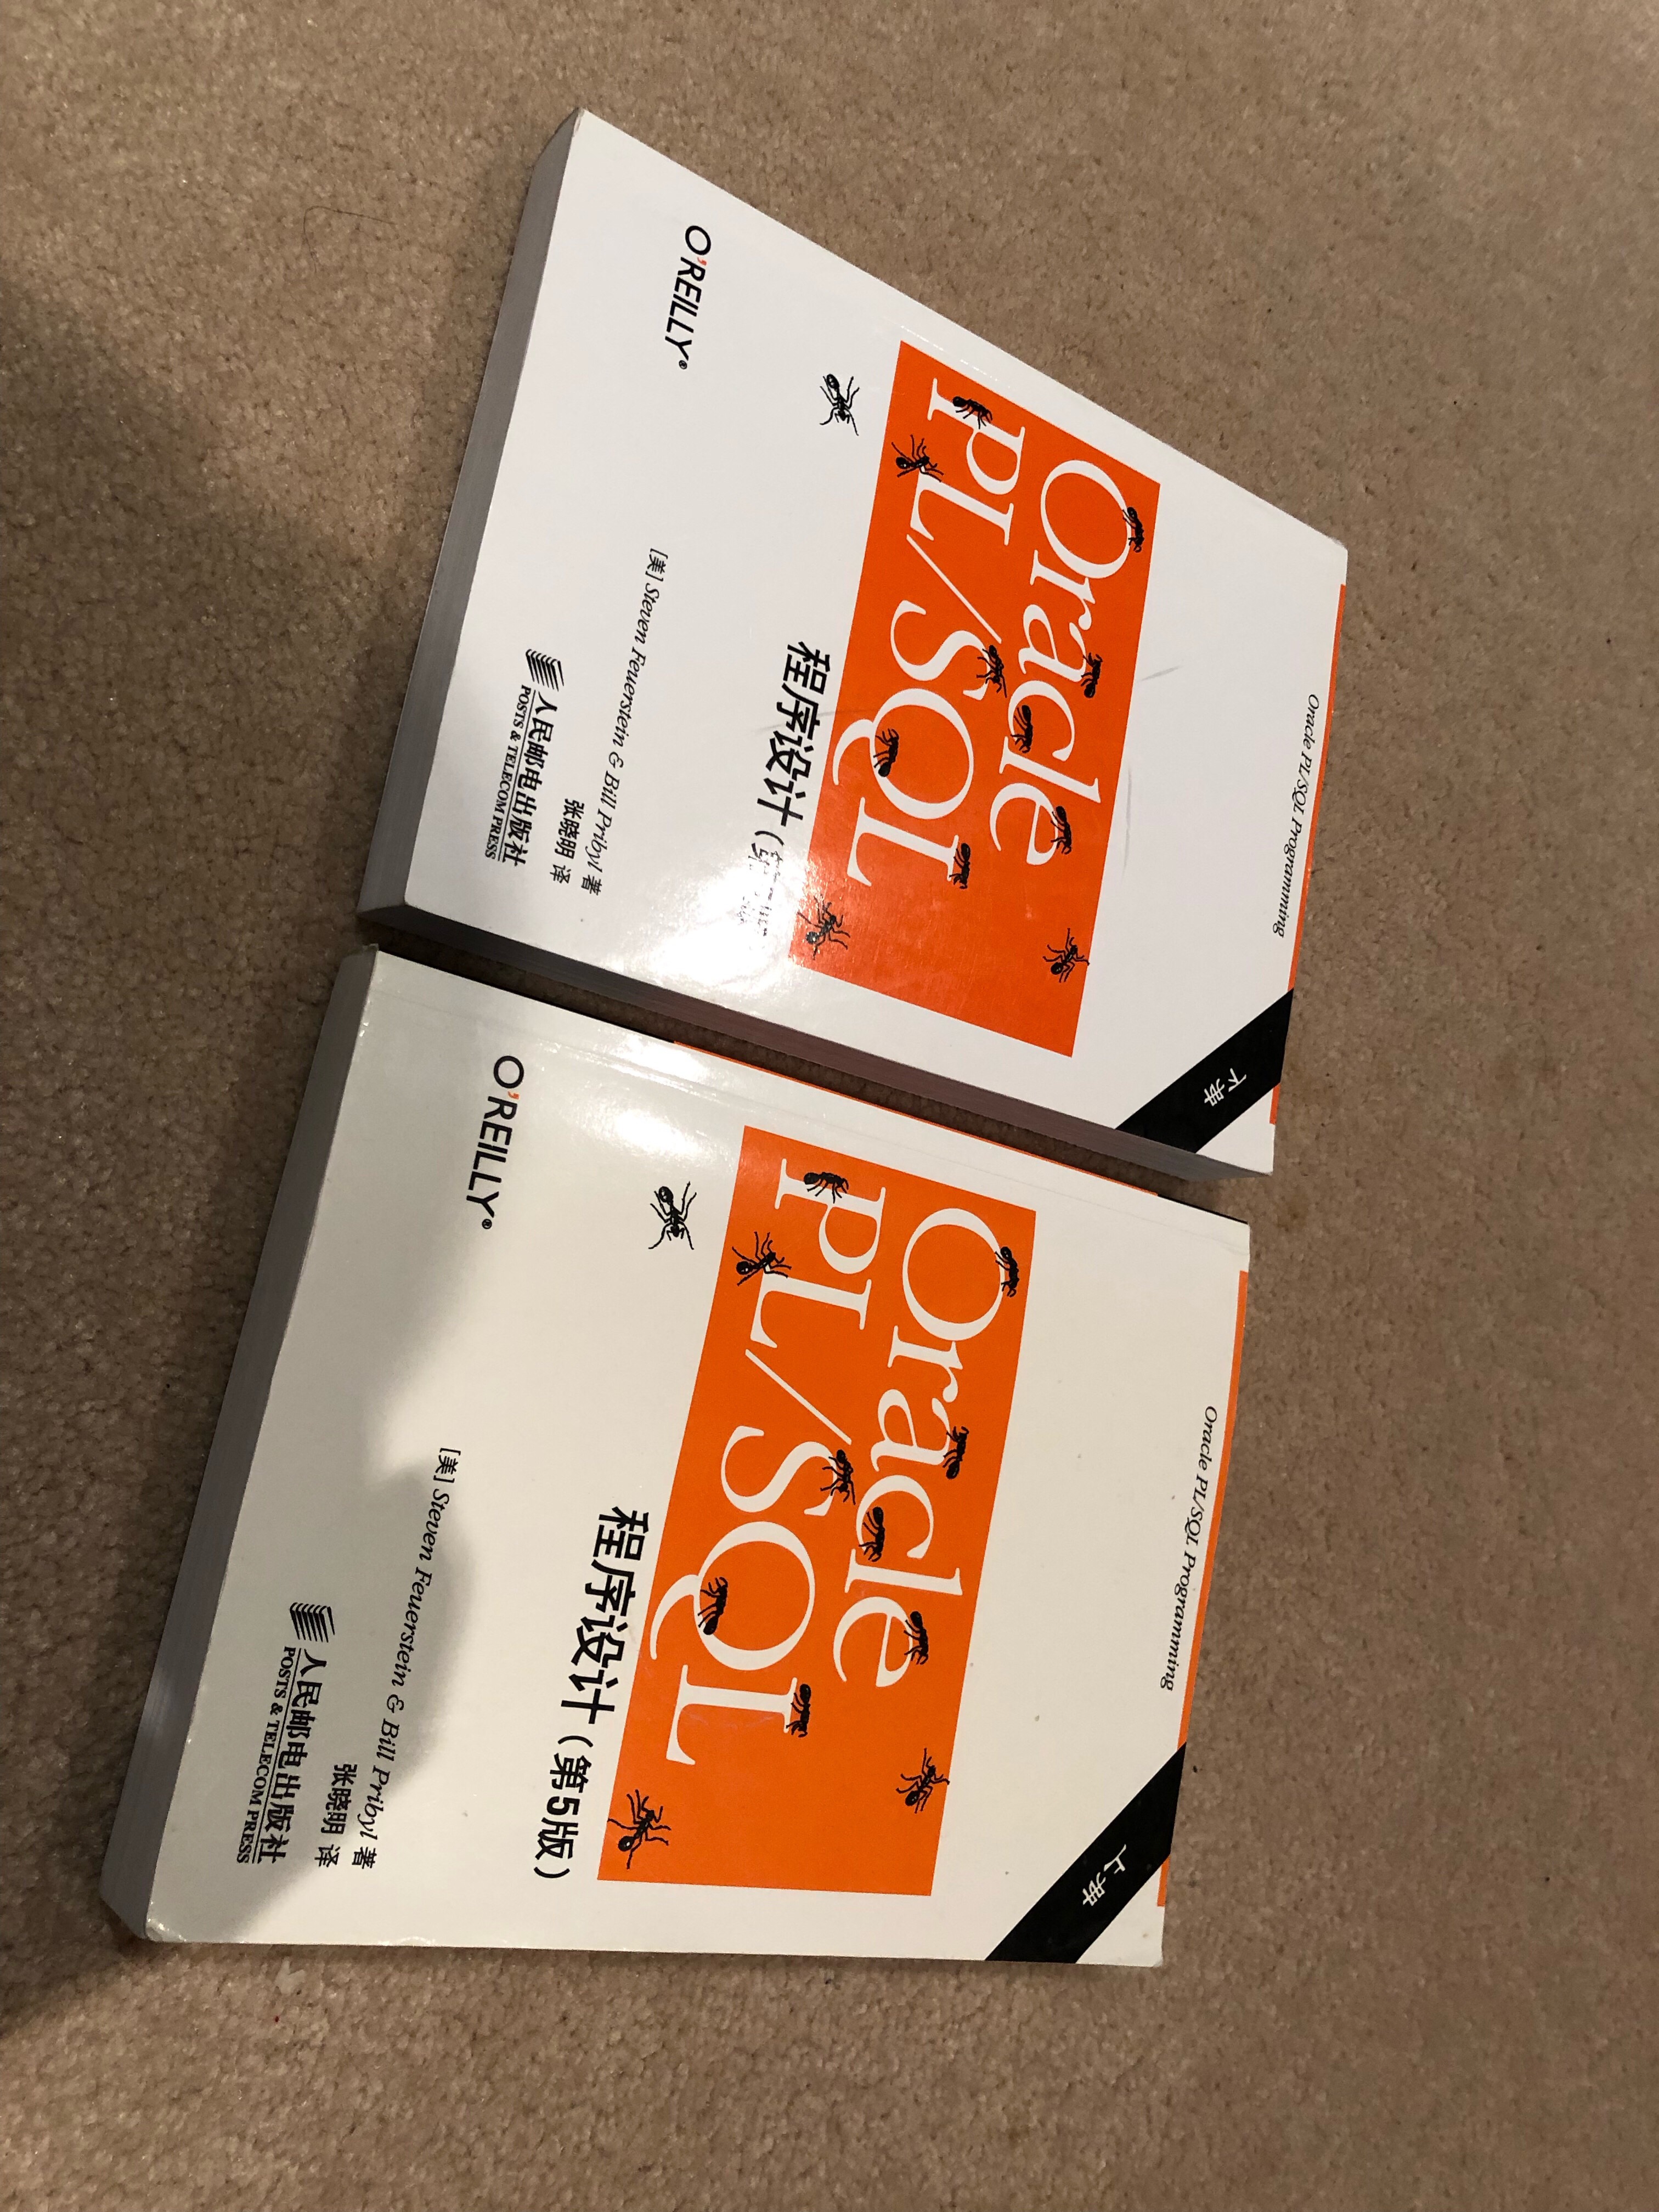 Oracle PL/SQL Programming
下册
Oracle
PL/SQL
程序设计（第5版
[美] Steven Feuerstein & Bill Pribyl 著
张晓明 译
O'REILLY®
人民邮电出版社
POSTS & TELECOM PRESS
Oracle PL/SQL Programming
上册
Oracle
PL/SQL
程序设计（第5版）
[美] Steven Feuerstein & Bill Pribyl 著
张晓明 译
O'REILLY®
人民邮电出版社
POSTS & TELECOM PRESS